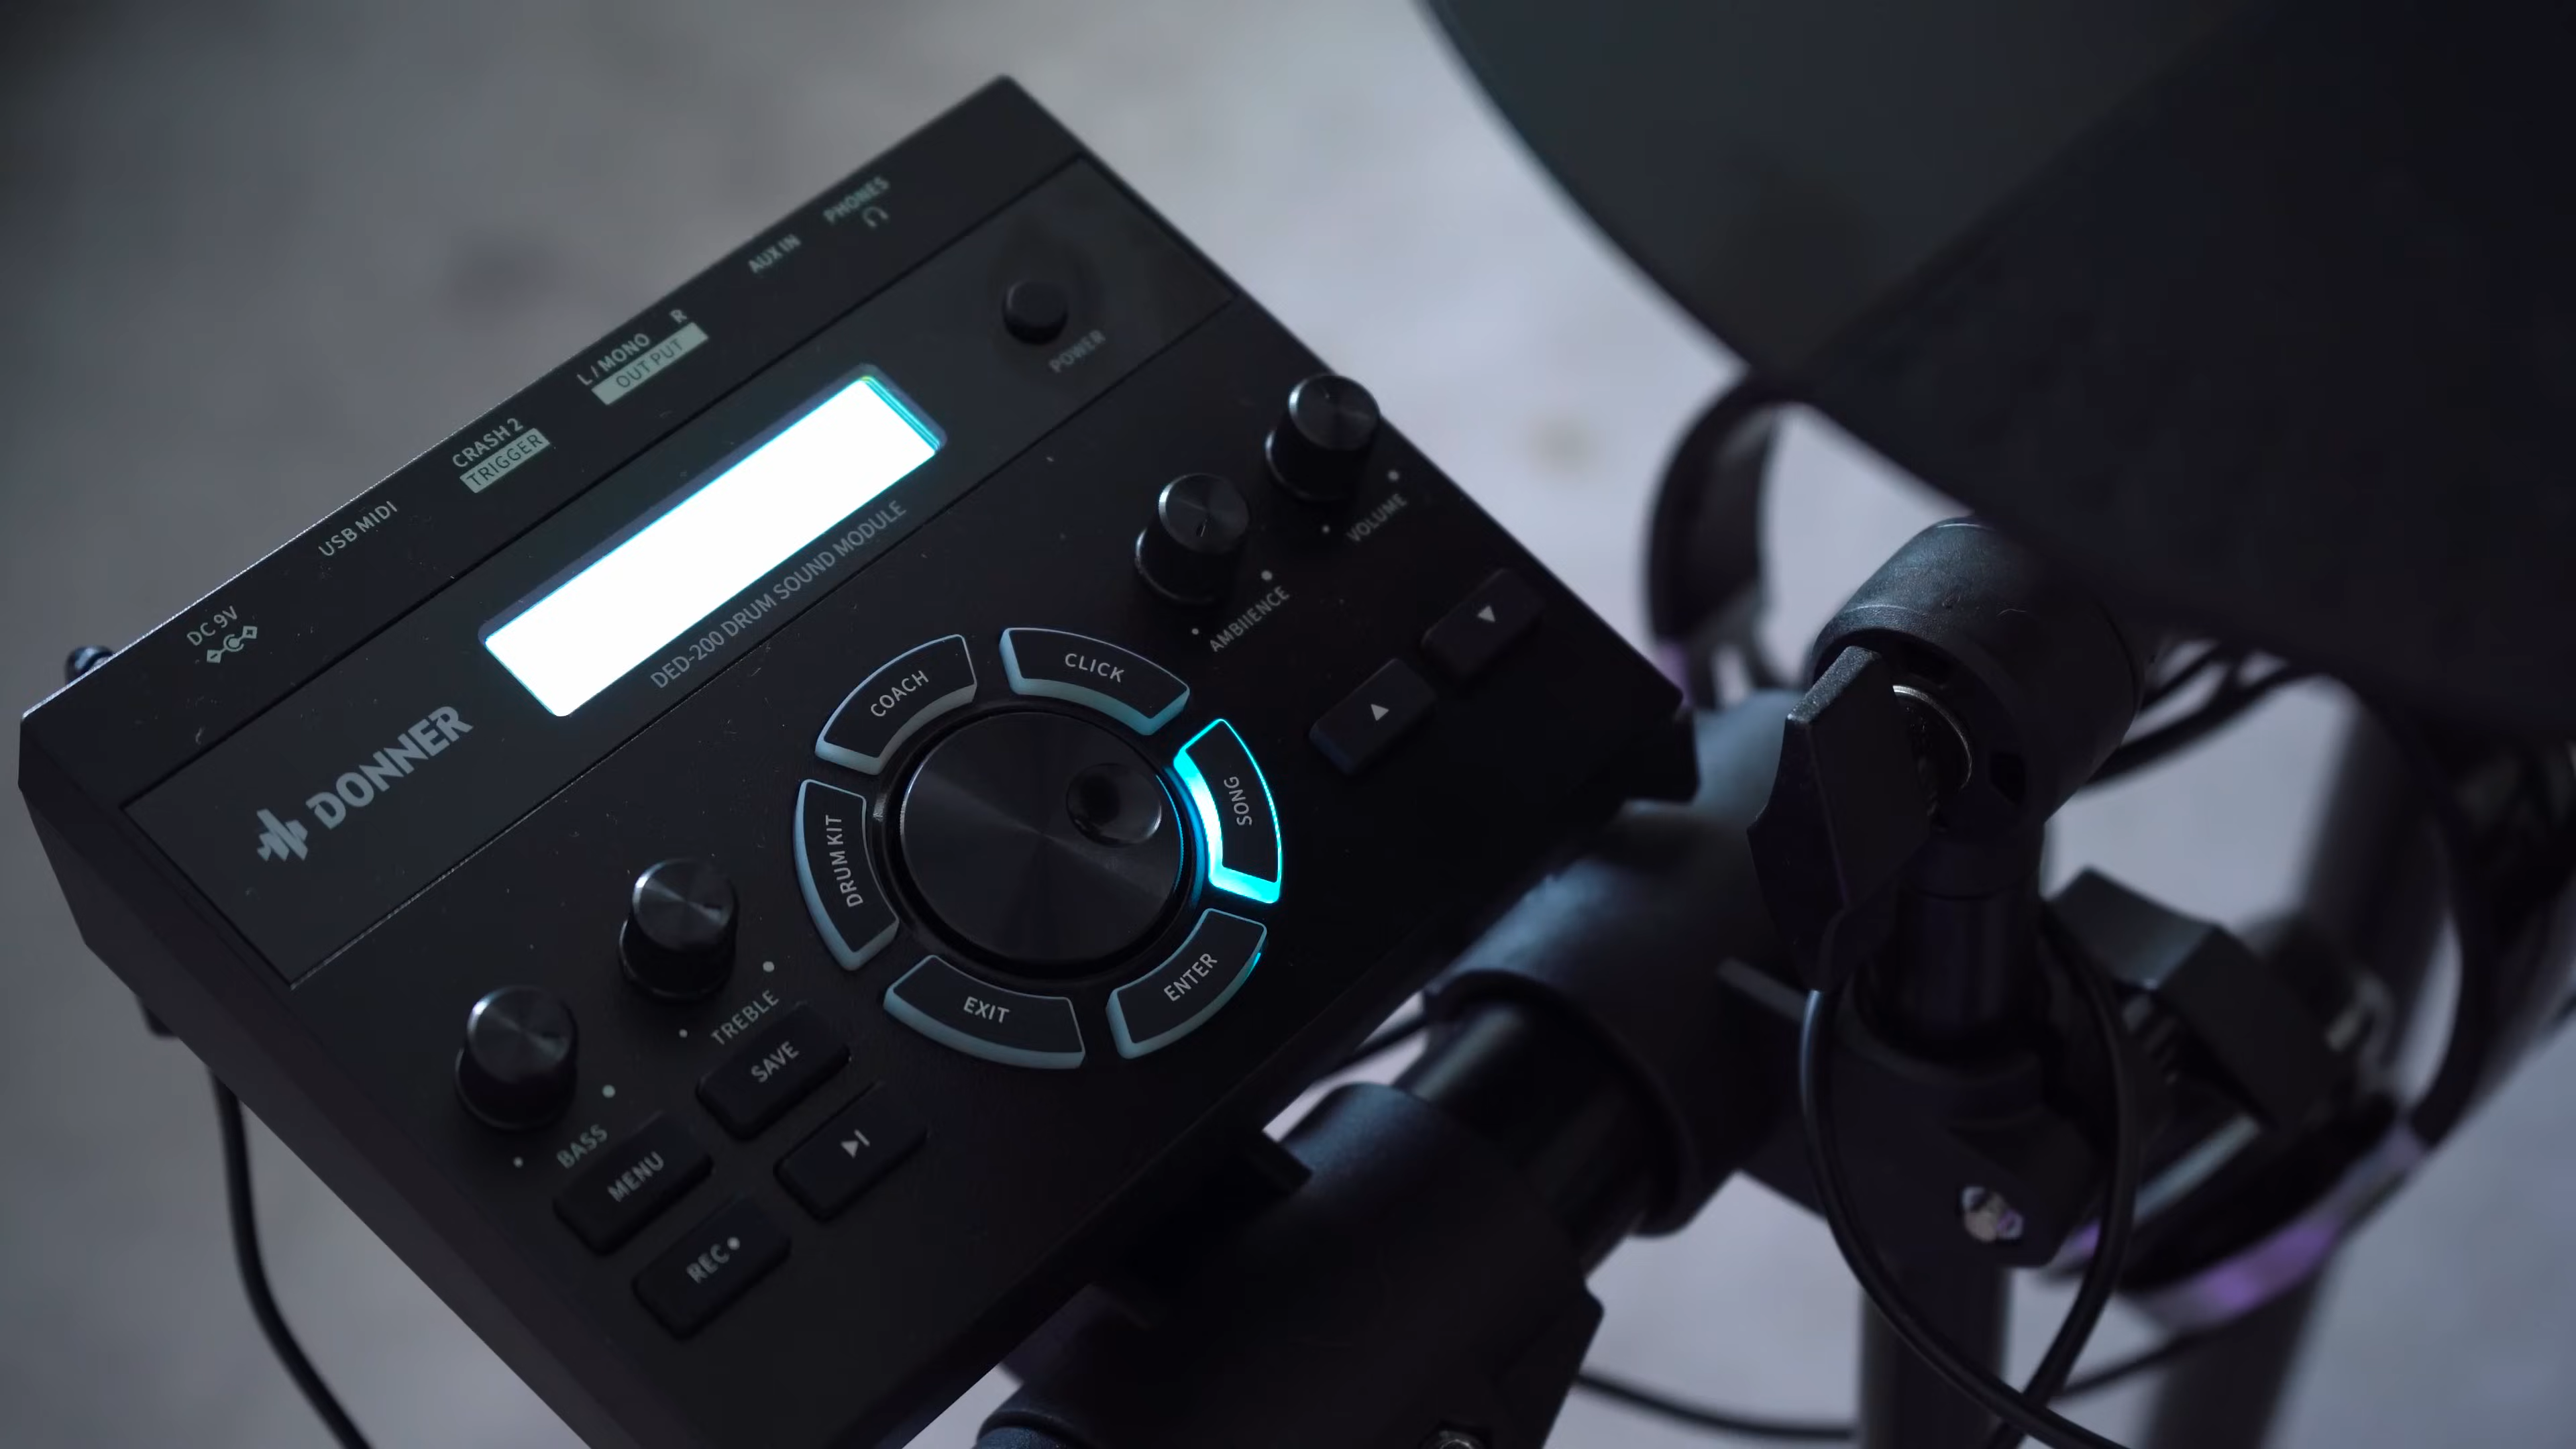 PHONES
AUX IN
L / MONO R
OUTPUT
CRASH 2
TRIGGER
USB MIDI
DC 9V
POWER
DED-200 DRUM SOUND MODULE
DONNER
VOLUME
AMBIIENCE
COACH
CLICK
SONG
DRUM KIT
EXIT
ENTER
TREBLE
BASS
SAVE
MENU
REC